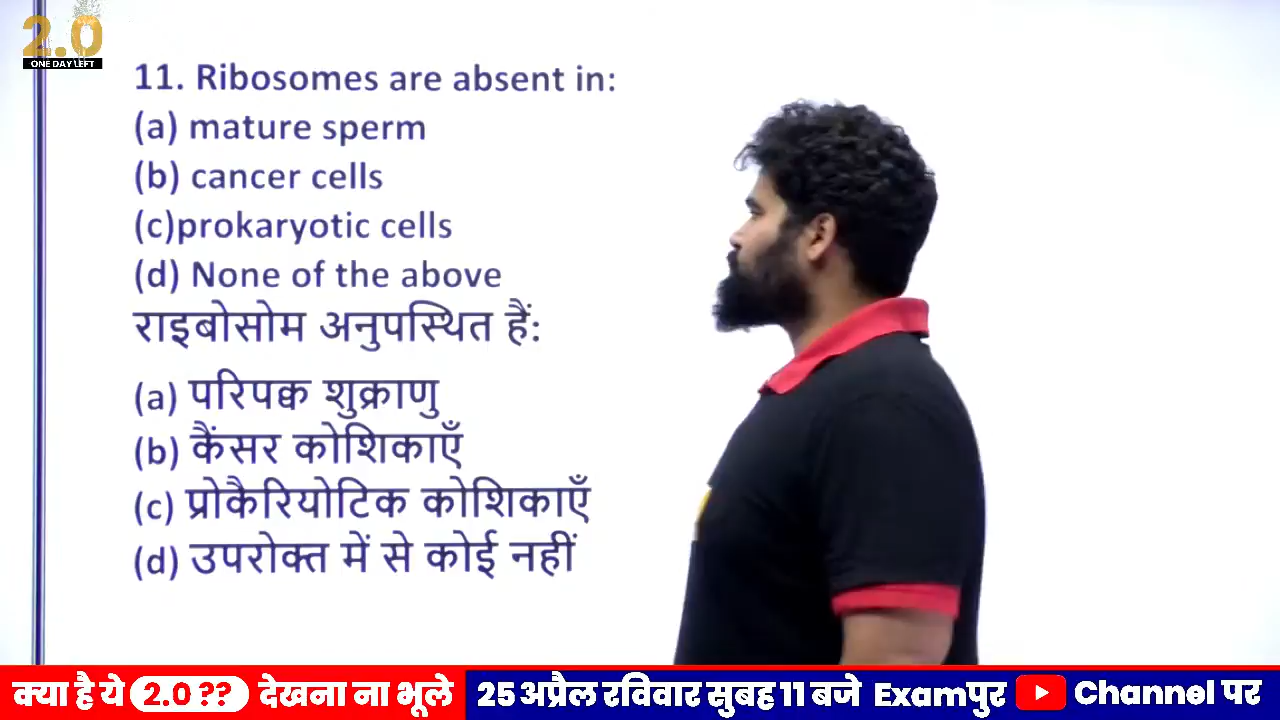 2.0
ONE DAY LEFT
11. Ribosomes are absent in:
(a) mature sperm
(b) cancer cells
(c)prokaryotic cells
(d) None of the above
राइबोसोम अनुपस्थित हैं:
(a) परिपक्व शुक्राणु
(b) कैंसर कोशिकाएँ
(c) प्रोकैरियोटिक कोशिकाएँ
(d) उपरोक्त में से कोई नहीं
क्या है ये 2.0 ?? देखना ना भूले 25 अप्रैल रविवार सुबह 11 बजे Examपुर Channel पर